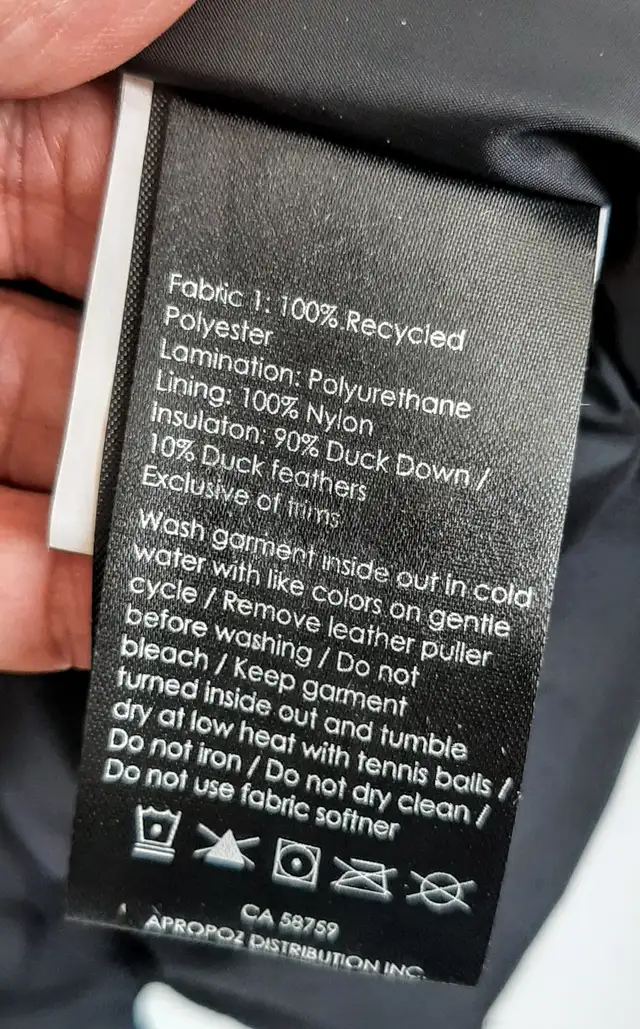 Fabric 1: 100% Recycled
Polyester
Lamination: Polyurethane
Lining: 100% Nylon
Insulaton: 90% Duck Down /
10% Duck feathers
Exclusive of trims
Wash garment inside out in cold
water with like colors on gentle
cycle / Remove leather puller
before washing / Do not
bleach / Keep garment
turned inside out and tumble
dry at low heat with tennis balls /
Do not iron / Do not dry clean /
Do not use fabric softner
CA 58759
APROPOZ DISTRIBUTION INC.